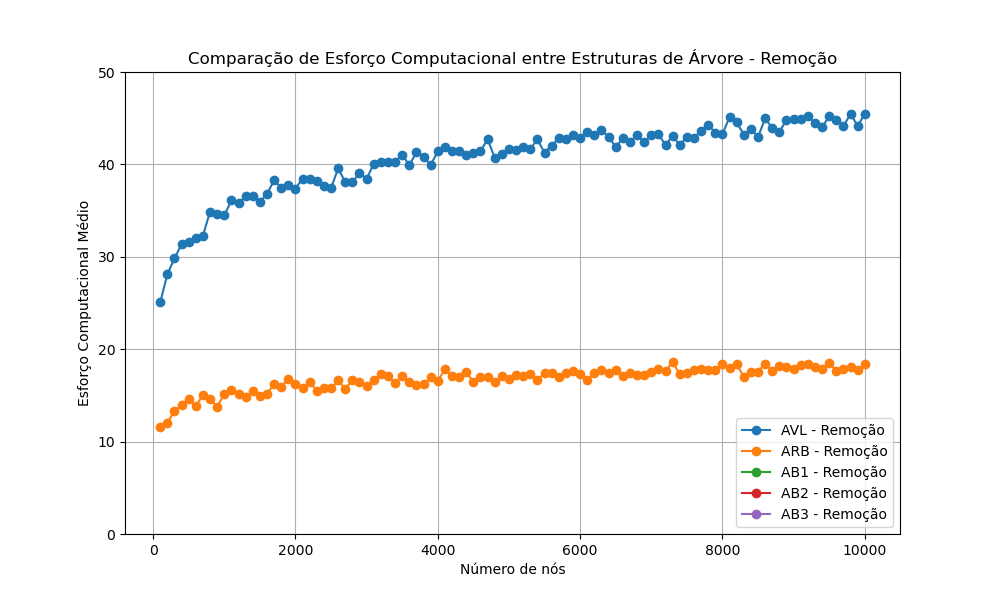 Comparação de Esforço Computacional entre Estruturas de Árvore - Remoção
Esforço Computacional Médio
50
40
30
20
10
0
0 2000 4000 6000 8000 10000
Número de nós
AVL - Remoção
ARB - Remoção
AB1 - Remoção
AB2 - Remoção
AB3 - Remoção